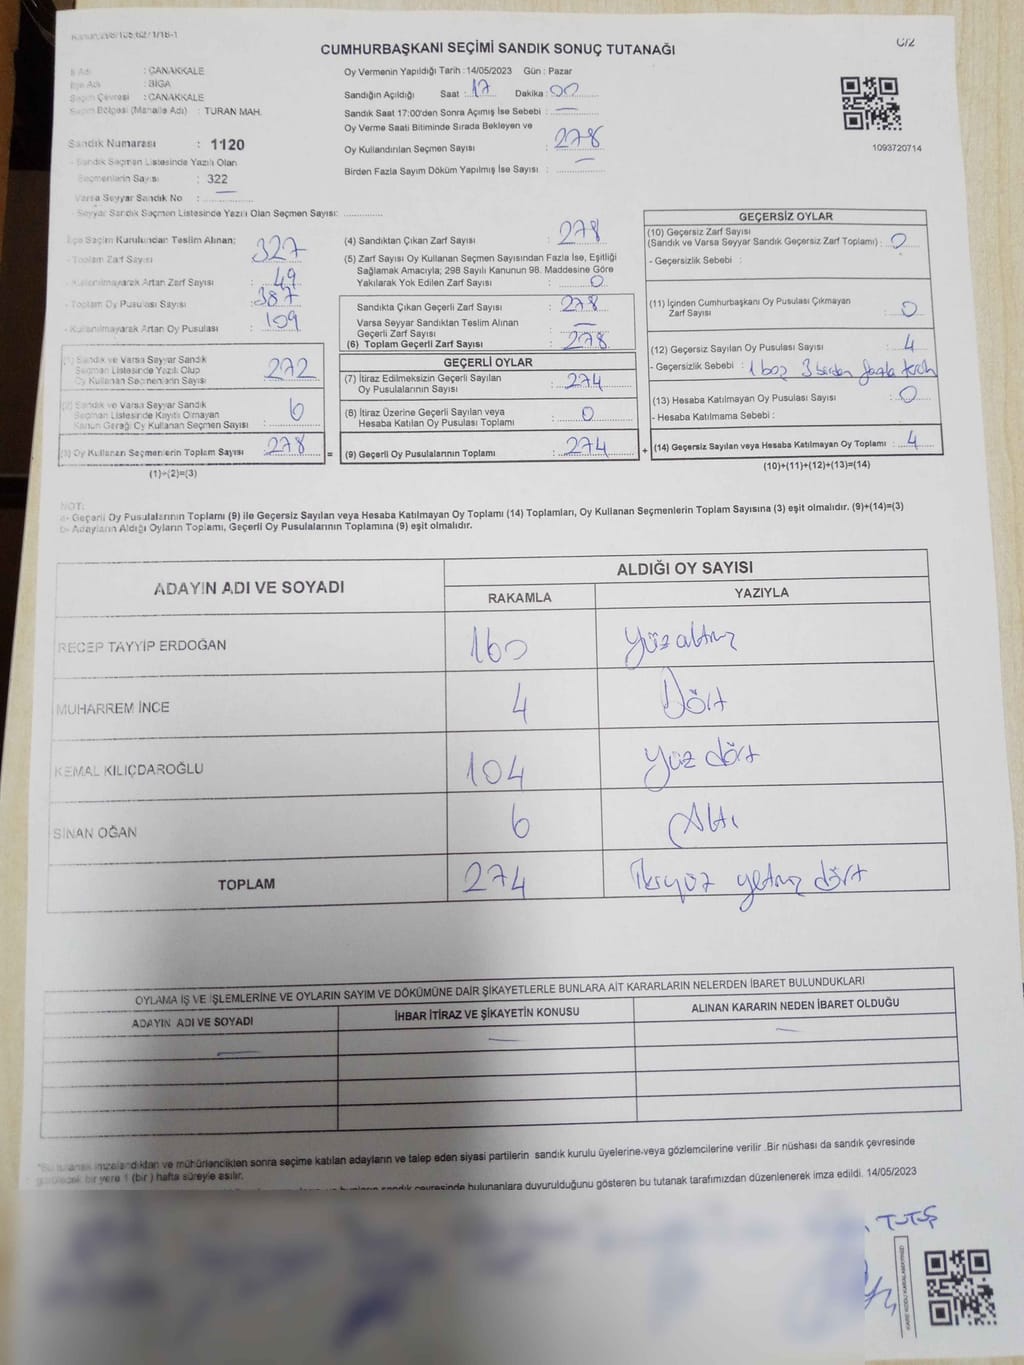 Kanun:298/105,6271/18-1
CUMHURBAŞKANI SEÇİMİ SANDIK SONUÇ TUTANAĞI
C/2
İl Adı : ÇANAKKALE
İlçe Adı : BİGA
Seçim Çevresi : ÇANAKKALE
Seçim Bölgesi (Mahalle Adı) : TURAN MAH.
Sandık Numarası : 1120
- Sandık Seçmen Listesinde Yazılı Olan
Seçmenlerin Sayısı : 322
Varsa Seyyar Sandık No : —
- Seyyar Sandık Seçmen Listesinde Yazılı Olan Seçmen Sayısı:
Oy Vermenin Yapıldığı Tarih :14/05/2023 Gün : Pazar
Sandığın Açıldığı Saat : 17 Dakika : 00
Sandık Saat 17:00'den Sonra Açımış İse Sebebi : —
Oy Verme Saati Bitiminde Sırada Bekleyen ve
Oy Kullandırılan Seçmen Sayısı : 278
Birden Fazla Sayım Döküm Yapılmış İse Sayısı : —
1093720714
İlçe Seçim Kurulundan Teslim Alınan;
- Toplam Zarf Sayısı : 327
- Kullanılmayarak Artan Zarf Sayısı : 49
- Toplam Oy Pusulası Sayısı : 387
- Kullanılmayarak Artan Oy Pusulası : 109
(1) Sandık ve Varsa Seyyar Sandık
Seçmen Listesinde Yazılı Olup
Oy Kullanan Seçmenlerin Sayısı : 272
(2) Sandık ve Varsa Seyyar Sandık
Seçmen Listesinde Kayıtlı Olmayan
Kanun Gereği Oy Kullanan Seçmen Sayısı : 6
(3) Oy Kullanan Seçmenlerin Toplam Sayısı : 278 =
(1)+(2)=(3)
(4) Sandıktan Çıkan Zarf Sayısı : 278
(5) Zarf Sayısı Oy Kullanan Seçmen Sayısından Fazla İse, Eşitliği
Sağlamak Amacıyla; 298 Sayılı Kanunun 98. Maddesine Göre
Yakılarak Yok Edilen Zarf Sayısı : 0
Sandıkta Çıkan Geçerli Zarf Sayısı : 278
Varsa Seyyar Sandıktan Teslim Alınan
Geçerli Zarf Sayısı : —
(6) Toplam Geçerli Zarf Sayısı : 278
GEÇERLİ OYLAR
(7) İtiraz Edilmeksizin Geçerli Sayılan
Oy Pusulalarının Sayısı : 274
(8) İtiraz Üzerine Geçerli Sayılan veya
Hesaba Katılan Oy Pusulası Toplamı : 0
(9) Geçerli Oy Pusulalarının Toplamı : 274 +
GEÇERSİZ OYLAR
(10) Geçersiz Zarf Sayısı
(Sandık ve Varsa Seyyar Sandık Geçersiz Zarf Toplamı) : 0
- Geçersizlik Sebebi :
(11) İçinden Cumhurbaşkanı Oy Pusulası Çıkmayan
Zarf Sayısı : 0
(12) Geçersiz Sayılan Oy Pusulası Sayısı : 4
- Geçersizlik Sebebi : 1 boş 3 birden fazla tercih
(13) Hesaba Katılmayan Oy Pusulası Sayısı : 0
- Hesaba Katılmama Sebebi :
(14) Geçersiz Sayılan veya Hesaba Katılmayan Oy Toplamı : 4
(10)+(11)+(12)+(13)=(14)
NOT:
a- Geçerli Oy Pusulalarının Toplamı (9) ile Geçersiz Sayılan veya Hesaba Katılmayan Oy Toplamı (14) Toplamları, Oy Kullanan Seçmenlerin Toplam Sayısına (3) eşit olmalıdır. (9)+(14)=(3)
b- Adayların Aldığı Oyların Toplamı, Geçerli Oy Pusulalarının Toplamına (9) eşit olmalıdır.
ADAYIN ADI VE SOYADI
ALDIĞI OY SAYISI
RAKAMLA YAZIYLA
RECEP TAYYİP ERDOĞAN 160 Yüzaltmış
MUHARREM İNCE 4 Dört
KEMAL KILIÇDAROĞLU 104 Yüz dört
SİNAN OĞAN 6 Altı
TOPLAM 274 İkiyüz yetmiş dört
OYLAMA İŞ VE İŞLEMLERİNE VE OYLARIN SAYIM VE DÖKÜMÜNE DAİR ŞİKAYETLERLE BUNLARA AİT KARARLARIN NELERDEN İBARET BULUNDUKLARI
ADAYIN ADI VE SOYADI İHBAR İTİRAZ VE ŞİKAYETİN KONUSU ALINAN KARARIN NEDEN İBARET OLDUĞU
— — —
*Bu tutanak imzalandıktan ve mühürlendikten sonra seçime katılan adayların ve talep eden siyasi partilerin sandık kurulu üyelerine veya gözlemcilerine verilir .Bir nüshası da sandık çevresinde
görülecek bir yere 1 (bir ) hafta süreyle asılır.
sandık çevresinde bulunanlara duyurulduğunu gösteren bu tutanak tarafımızdan düzenlenerek imza edildi. 14/05/2023
TUTUŞ
KARE KODU KARALAMAYINIZ!